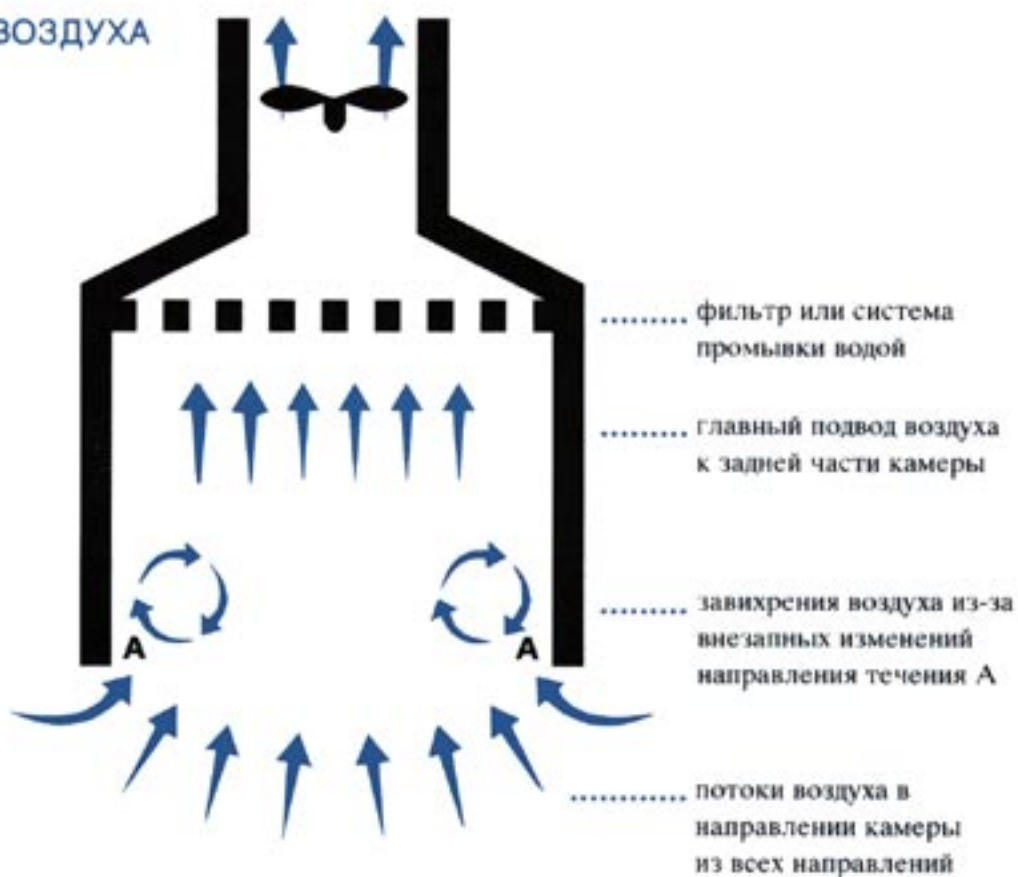 ВОЗДУХА
фильтр или система
промывки водой
главный подвод воздуха
к задней части камеры
завихрения воздуха из-за
внезапных изменений
направления течения А
А
А
потоки воздуха в
направлении камеры
из всех направлений